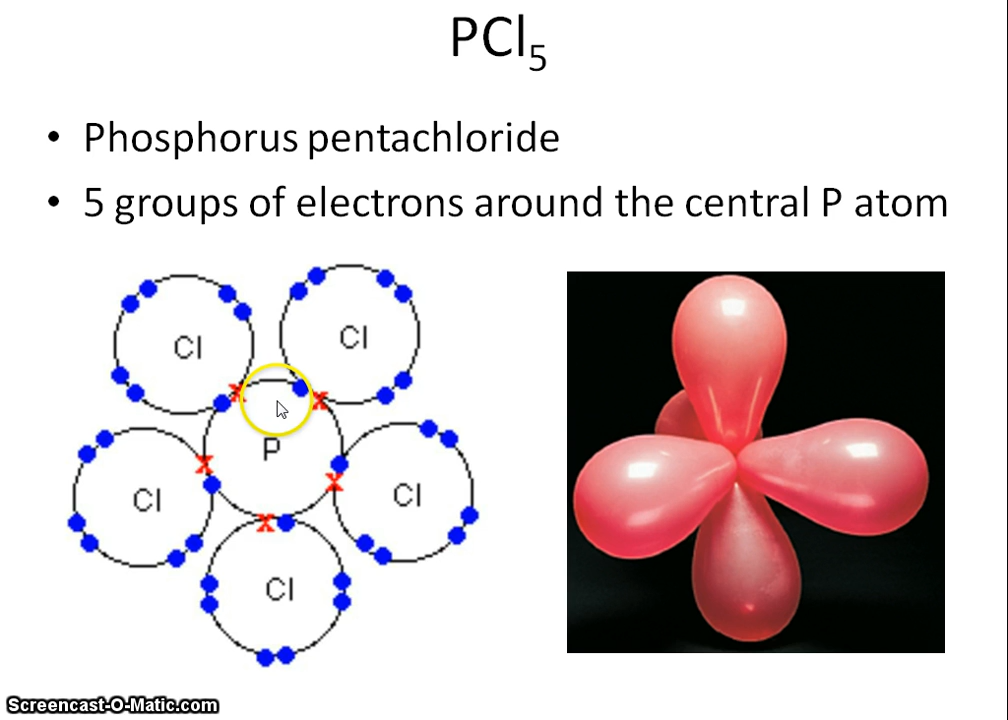 PCl5
• Phosphorus pentachloride
• 5 groups of electrons around the central P atom
Cl
Cl
P
Cl
Cl
Cl
Screencast-O-Matic.com